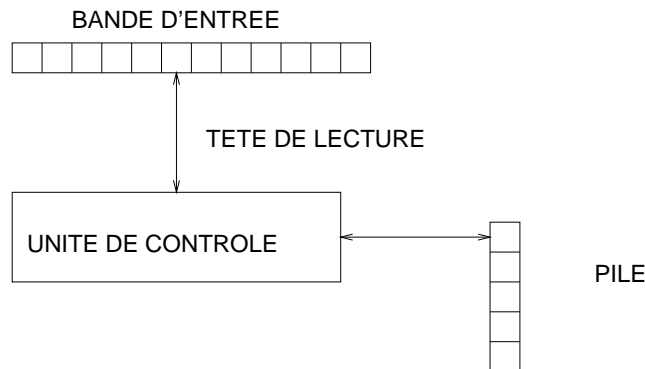 BANDE D'ENTREE
TETE DE LECTURE
UNITE DE CONTROLE
PILE